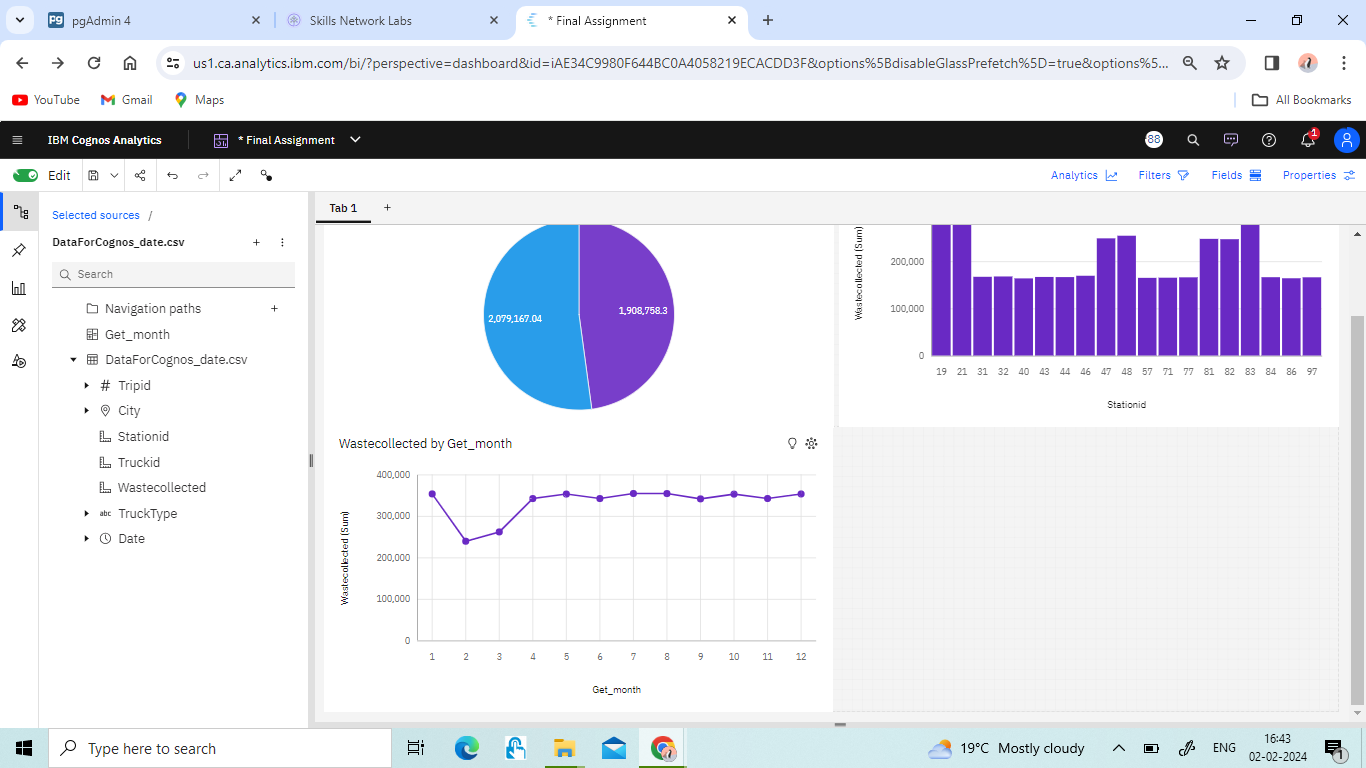 pgAdmin 4
Skills Network Labs
* Final Assignment
us1.ca.analytics.ibm.com/bi/?perspective=dashboard&id=iAE34C9980F644BC0A4058219ECACDD3F&options%5BdisableGlassPrefetch%5D=true&options%5...
YouTube
Gmail
Maps
All Bookmarks
IBM Cognos Analytics
* Final Assignment
88
1
Edit
Analytics
Filters
Fields
Properties
Selected sources /
Tab 1
DataForCognos_date.csv
Search
Navigation paths
Get_month
DataForCognos_date.csv
Tripid
City
Stationid
Truckid
Wastecollected
abc TruckType
Date
2,079,167.04
1,908,758.3
Wastecollected (Sum)
200,000
100,000
0
19 21 31 32 40 43 44 46 47 48 57 71 77 81 82 83 84 86 97
Stationid
Wastecollected by Get_month
Wastecollected (Sum)
400,000
300,000
200,000
100,000
0
1 2 3 4 5 6 7 8 9 10 11 12
Get_month
Type here to search
19°C Mostly cloudy
ENG
16:43
02-02-2024
1